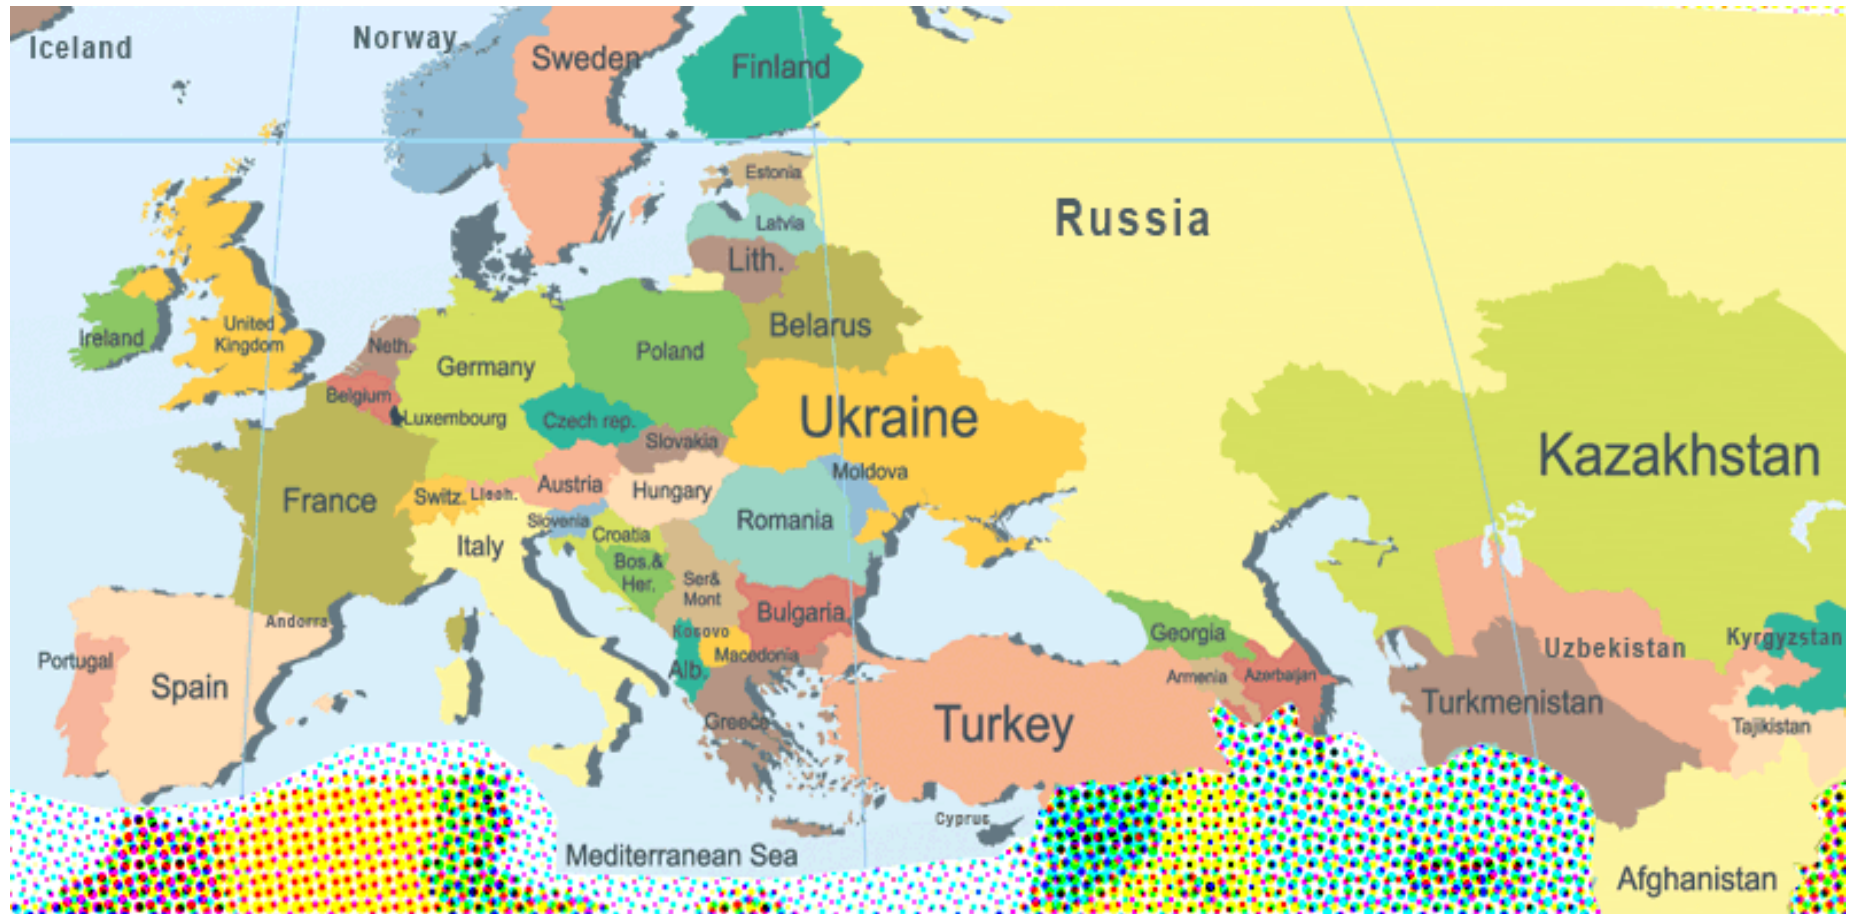 Iceland
Norway
Sweden
Finland
Estonia
Russia
Latvia
Lith.
Ireland
United
Kingdom
Neth.
Germany
Poland
Belarus
Belgium
Luxembourg
Czech rep.
Slovakia
Ukraine
Kazakhstan
France
Switz.
Liech.
Austria
Hungary
Moldova
Slovenia
Croatia
Romania
Italy
Bos.&
Her.
Ser&
Mont
Bulgaria
Andorra
Kosovo
Georgia
Uzbekistan
Kyrgyzstan
Portugal
Spain
Alb.
Macedonia
Armenia
Azerbaijan
Greece
Turkey
Turkmenistan
Tajikistan
Cyprus
Mediterranean Sea
Afghanistan